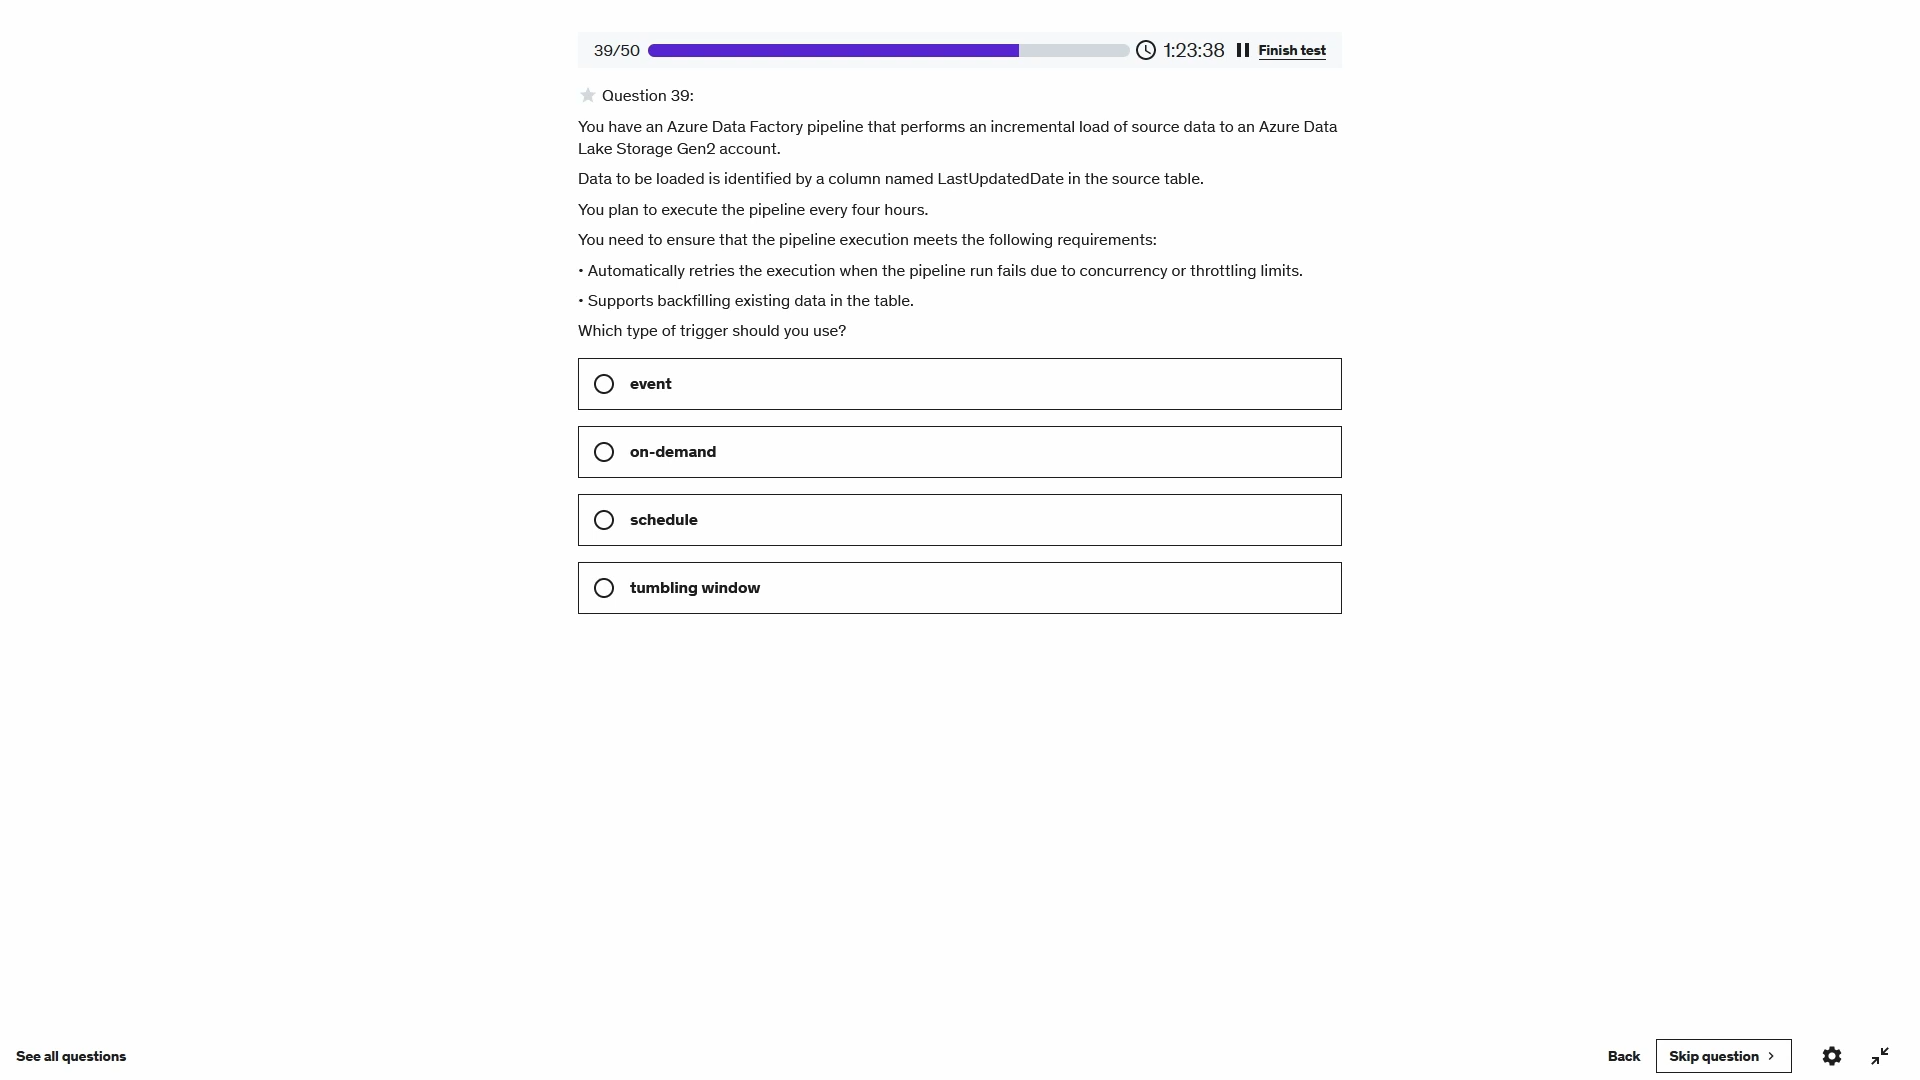 39/50
1:23:38
Finish test
Question 39:
You have an Azure Data Factory pipeline that performs an incremental load of source data to an Azure Data
Lake Storage Gen2 account.
Data to be loaded is identified by a column named LastUpdatedDate in the source table.
You plan to execute the pipeline every four hours.
You need to ensure that the pipeline execution meets the following requirements:
• Automatically retries the execution when the pipeline run fails due to concurrency or throttling limits.
• Supports backfilling existing data in the table.
Which type of trigger should you use?
event
on-demand
schedule
tumbling window
See all questions
Back
Skip question